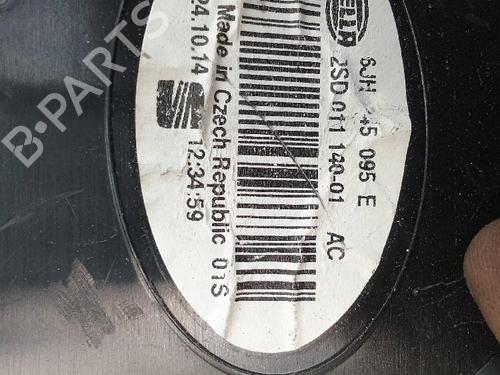 HELLA
6JH 945 095 E
2SD 011 140-01 AC
Made in Czech Republic 01S
24.10.14 12:34:59
B-PARTS